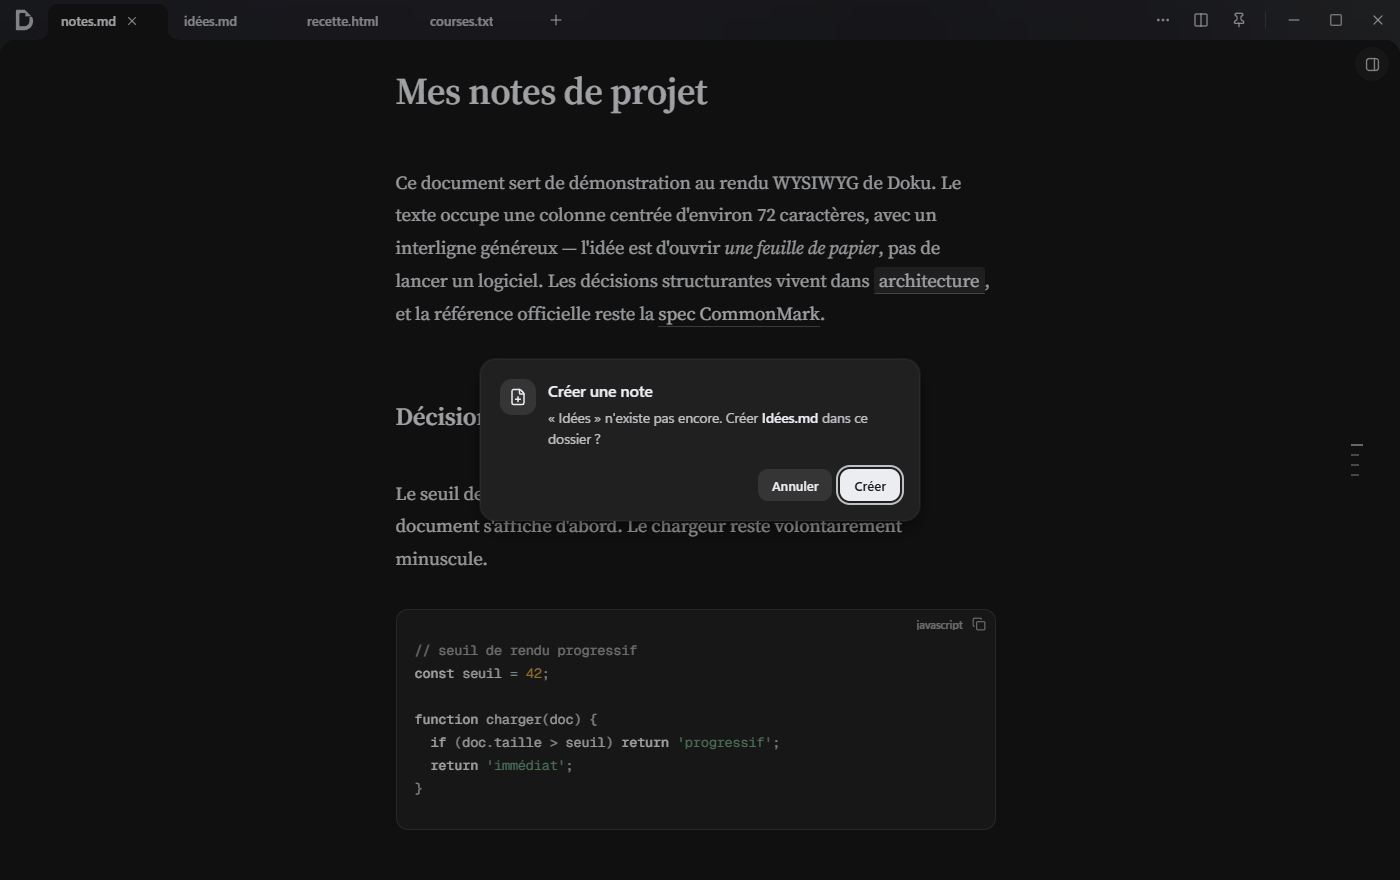 notes.md
idées.md
recette.html
courses.txt
Mes notes de projet
Ce document sert de démonstration au rendu WYSIWYG de Doku. Le
texte occupe une colonne centrée d'environ 72 caractères, avec un
interligne généreux — l'idée est d'ouvrir une feuille de papier, pas de
lancer un logiciel. Les décisions structurantes vivent dans architecture ,
et la référence officielle reste la spec CommonMark.
Créer une note
« Idées » n'existe pas encore. Créer Idées.md dans ce
dossier ?
Annuler
Créer
Le seuil de
document s'affiche d'abord. Le chargeur reste volontairement
minuscule.
javascript
// seuil de rendu progressif
const seuil = 42;
function charger(doc) {
if (doc.taille > seuil) return 'progressif';
return 'immédiat';
}